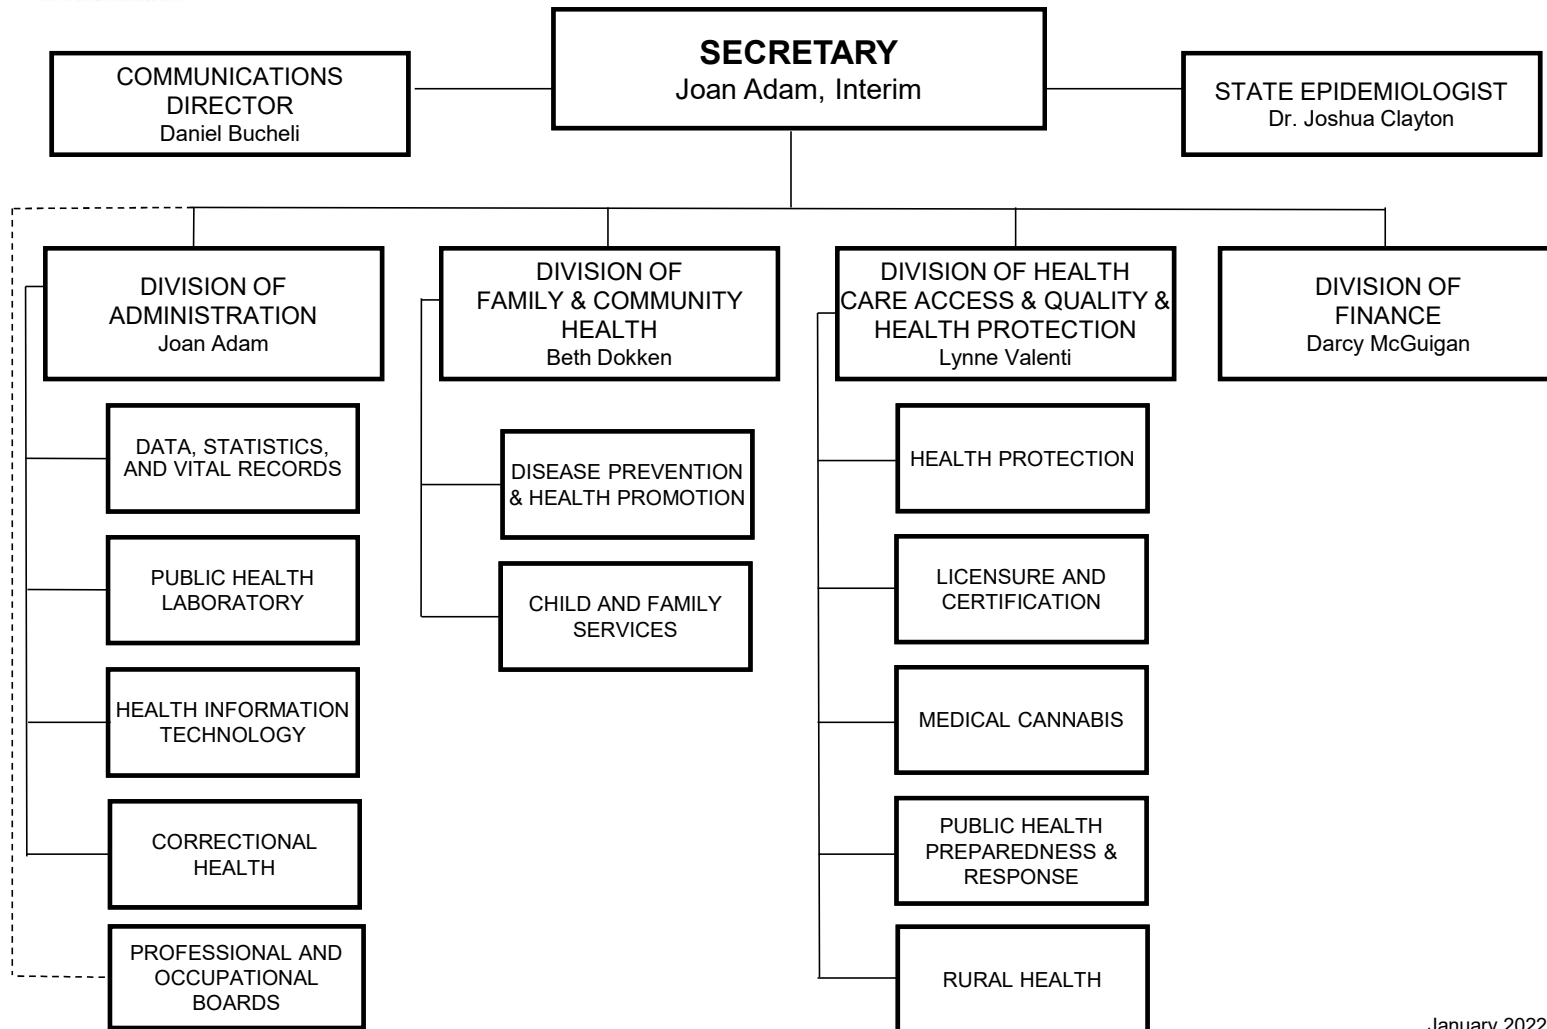 SECRETARY
Joan Adam, Interim
COMMUNICATIONS
DIRECTOR
Daniel Bucheli
STATE EPIDEMIOLOGIST
Dr. Joshua Clayton
DIVISION OF
ADMINISTRATION
Joan Adam
DATA, STATISTICS,
AND VITAL RECORDS
PUBLIC HEALTH
LABORATORY
HEALTH INFORMATION
TECHNOLOGY
CORRECTIONAL
HEALTH
PROFESSIONAL AND
OCCUPATIONAL
BOARDS
DIVISION OF
FAMILY & COMMUNITY
HEALTH
Beth Dokken
DISEASE PREVENTION
& HEALTH PROMOTION
CHILD AND FAMILY
SERVICES
DIVISION OF HEALTH
CARE ACCESS & QUALITY &
HEALTH PROTECTION
Lynne Valenti
HEALTH PROTECTION
LICENSURE AND
CERTIFICATION
MEDICAL CANNABIS
PUBLIC HEALTH
PREPAREDNESS &
RESPONSE
RURAL HEALTH
DIVISION OF
FINANCE
Darcy McGuigan
January 2022